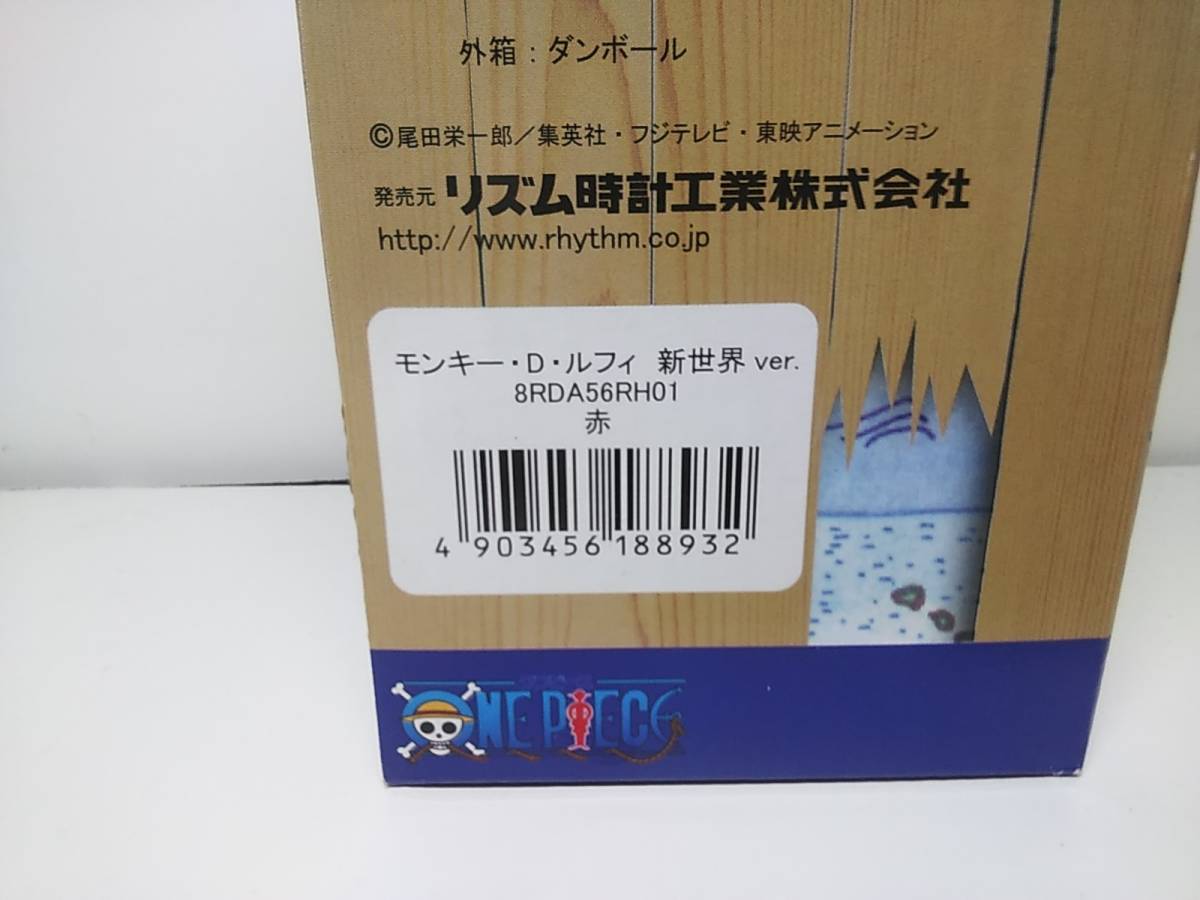 外箱：ダンボール
©尾田栄一郎／集英社・フジテレビ・東映アニメーション
発売元 リズム時計工業株式会社
http://www.rhythm.co.jp
モンキー・D・ルフィ 新世界 ver.
8RDA56RH01
赤
4 903456 188932
ONE PIECE